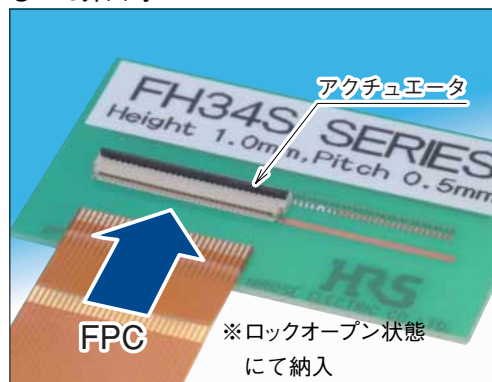 アクチュエータ
FH34S SERIES
Height 1.0mm, Pitch 0.5mm
HRS
FPC
※ロックオープン状態
にて納入